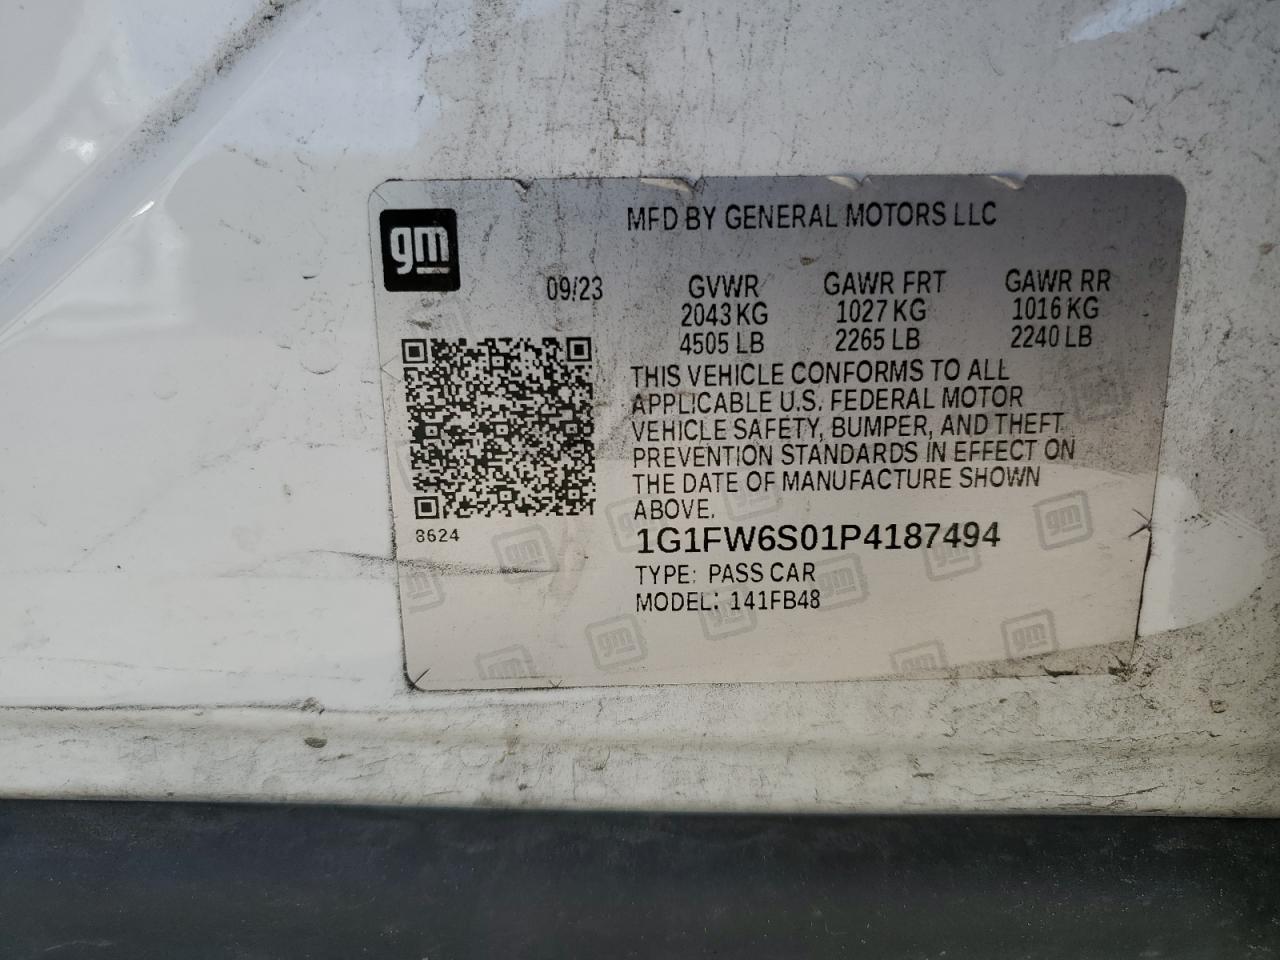 gm
MFD BY GENERAL MOTORS LLC
09/23
GVWR GAWR FRT GAWR RR
2043 KG 1027 KG 1016 KG
4505 LB 2265 LB 2240 LB
THIS VEHICLE CONFORMS TO ALL
APPLICABLE U.S. FEDERAL MOTOR
VEHICLE SAFETY, BUMPER, AND THEFT
PREVENTION STANDARDS IN EFFECT ON
THE DATE OF MANUFACTURE SHOWN
ABOVE.
8624
1G1FW6S01P4187494
TYPE: PASS CAR
MODEL: 141FB48